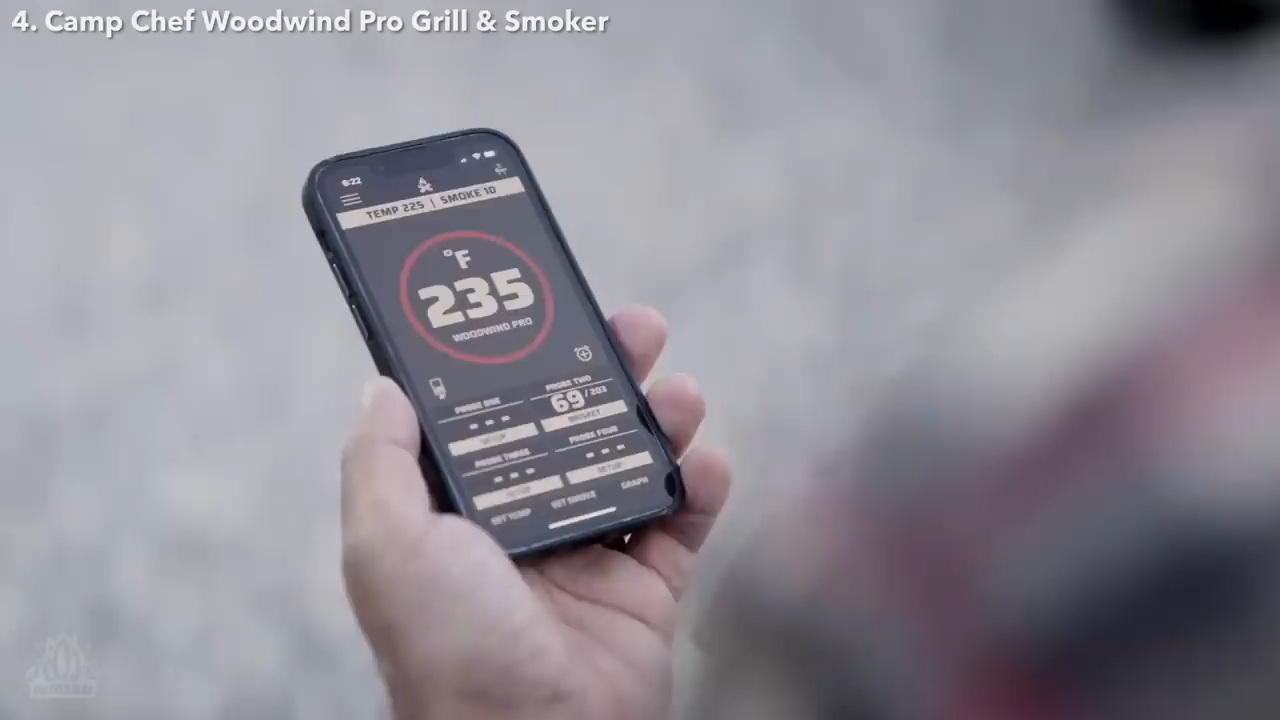 4. Camp Chef Woodwind Pro Grill & Smoker
6:22
TEMP 225 | SMOKE 10
°F
235
WOODWIND PRO
PROBE ONE
PROBE TWO
- - -
69/203
SETUP
BRISKET
PROBE THREE
PROBE FOUR
- - -
- - -
SETUP
SETUP
SET TEMP
SET SMOKE
GRAPH